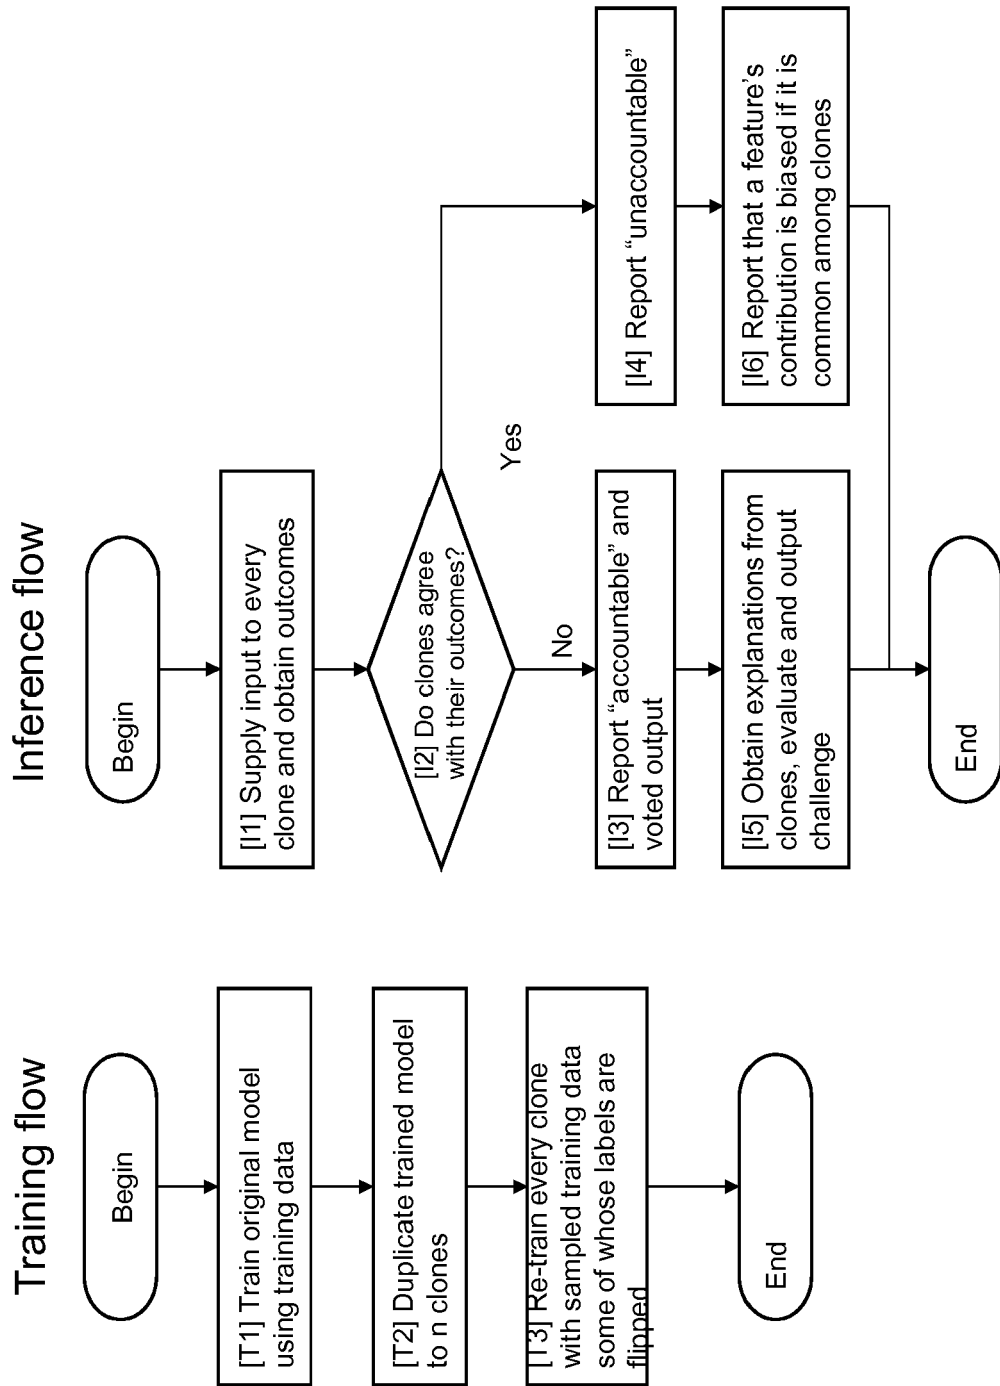 Training flow
Begin
[T1] Train original model
using training data
[T2] Duplicate trained model
to n clones
[T3] Re-train every clone
with sampled training data
some of whose labels are
flipped
End
Inference flow
Begin
[I1] Supply input to every
clone and obtain outcomes
[I2] Do clones agree
with their outcomes?
No
Yes
[I3] Report “accountable” and
voted output
[I4] Report “unaccountable”
[I5] Obtain explanations from
clones, evaluate and output
challenge
[I6] Report that a feature’s
contribution is biased if it is
common among clones
End